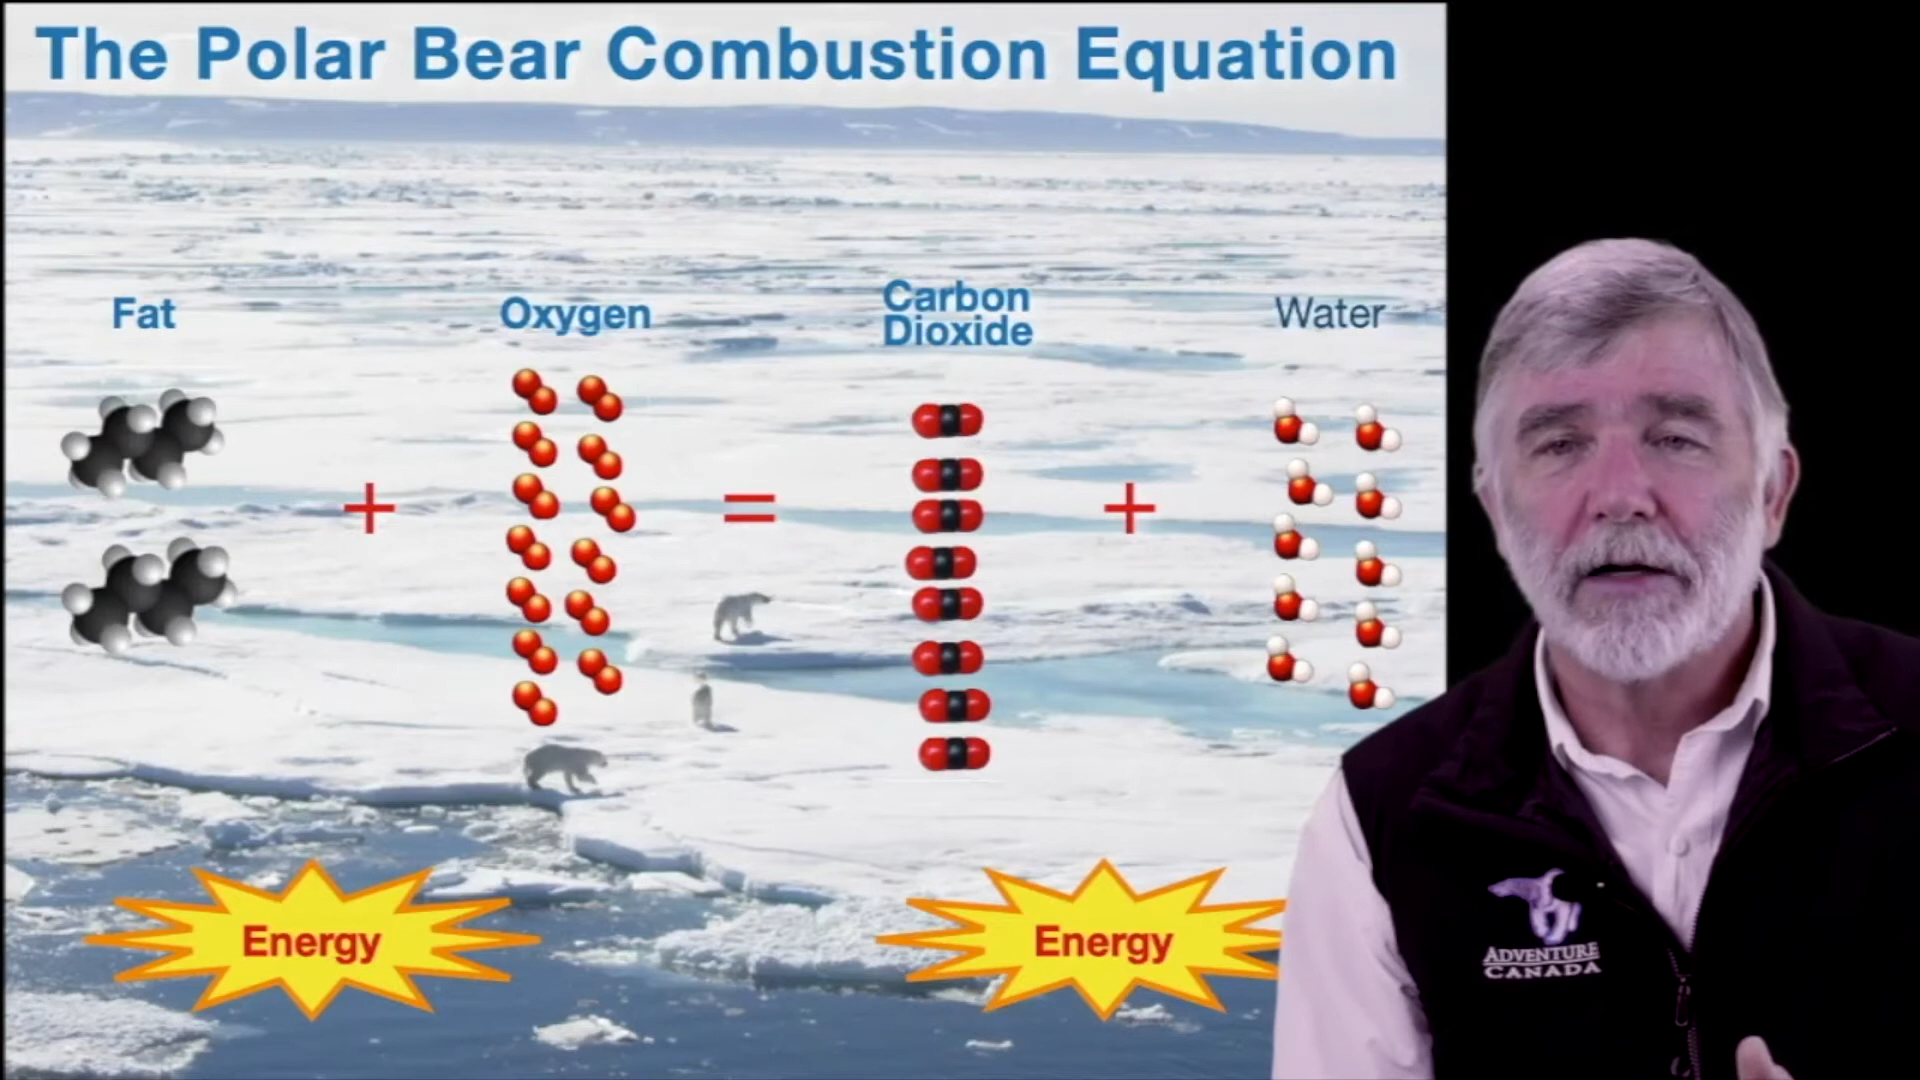 The Polar Bear Combustion Equation
Fat
+
Oxygen
=
Carbon
Dioxide
+
Water
Energy
Energy
ADVENTURE
CANADA